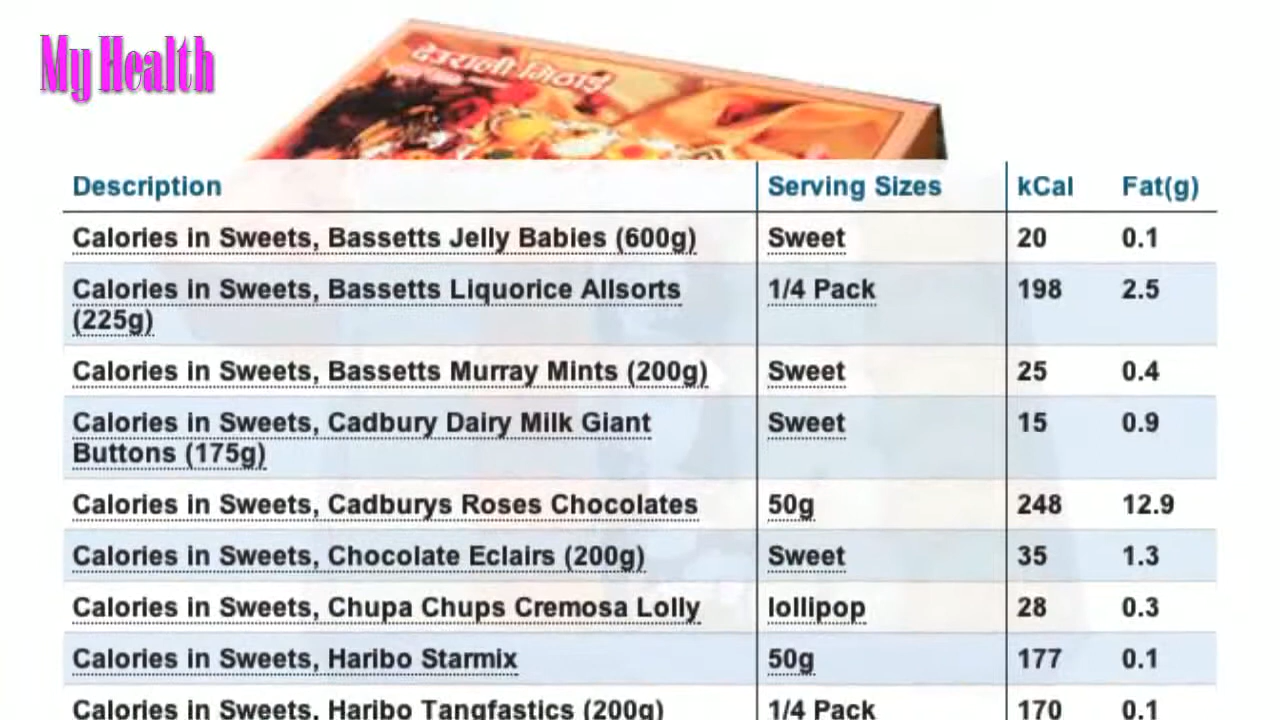 My Health
देउराली मिठाई
Description Serving Sizes kCal Fat(g)
Calories in Sweets, Bassetts Jelly Babies (600g) Sweet 20 0.1
Calories in Sweets, Bassetts Liquorice Allsorts 1/4 Pack 198 2.5
(225g)
Calories in Sweets, Bassetts Murray Mints (200g) Sweet 25 0.4
Calories in Sweets, Cadbury Dairy Milk Giant Sweet 15 0.9
Buttons (175g)
Calories in Sweets, Cadburys Roses Chocolates 50g 248 12.9
Calories in Sweets, Chocolate Eclairs (200g) Sweet 35 1.3
Calories in Sweets, Chupa Chups Cremosa Lolly lollipop 28 0.3
Calories in Sweets, Haribo Starmix 50g 177 0.1
Calories in Sweets, Haribo Tangfastics (200g) 1/4 Pack 170 0.1